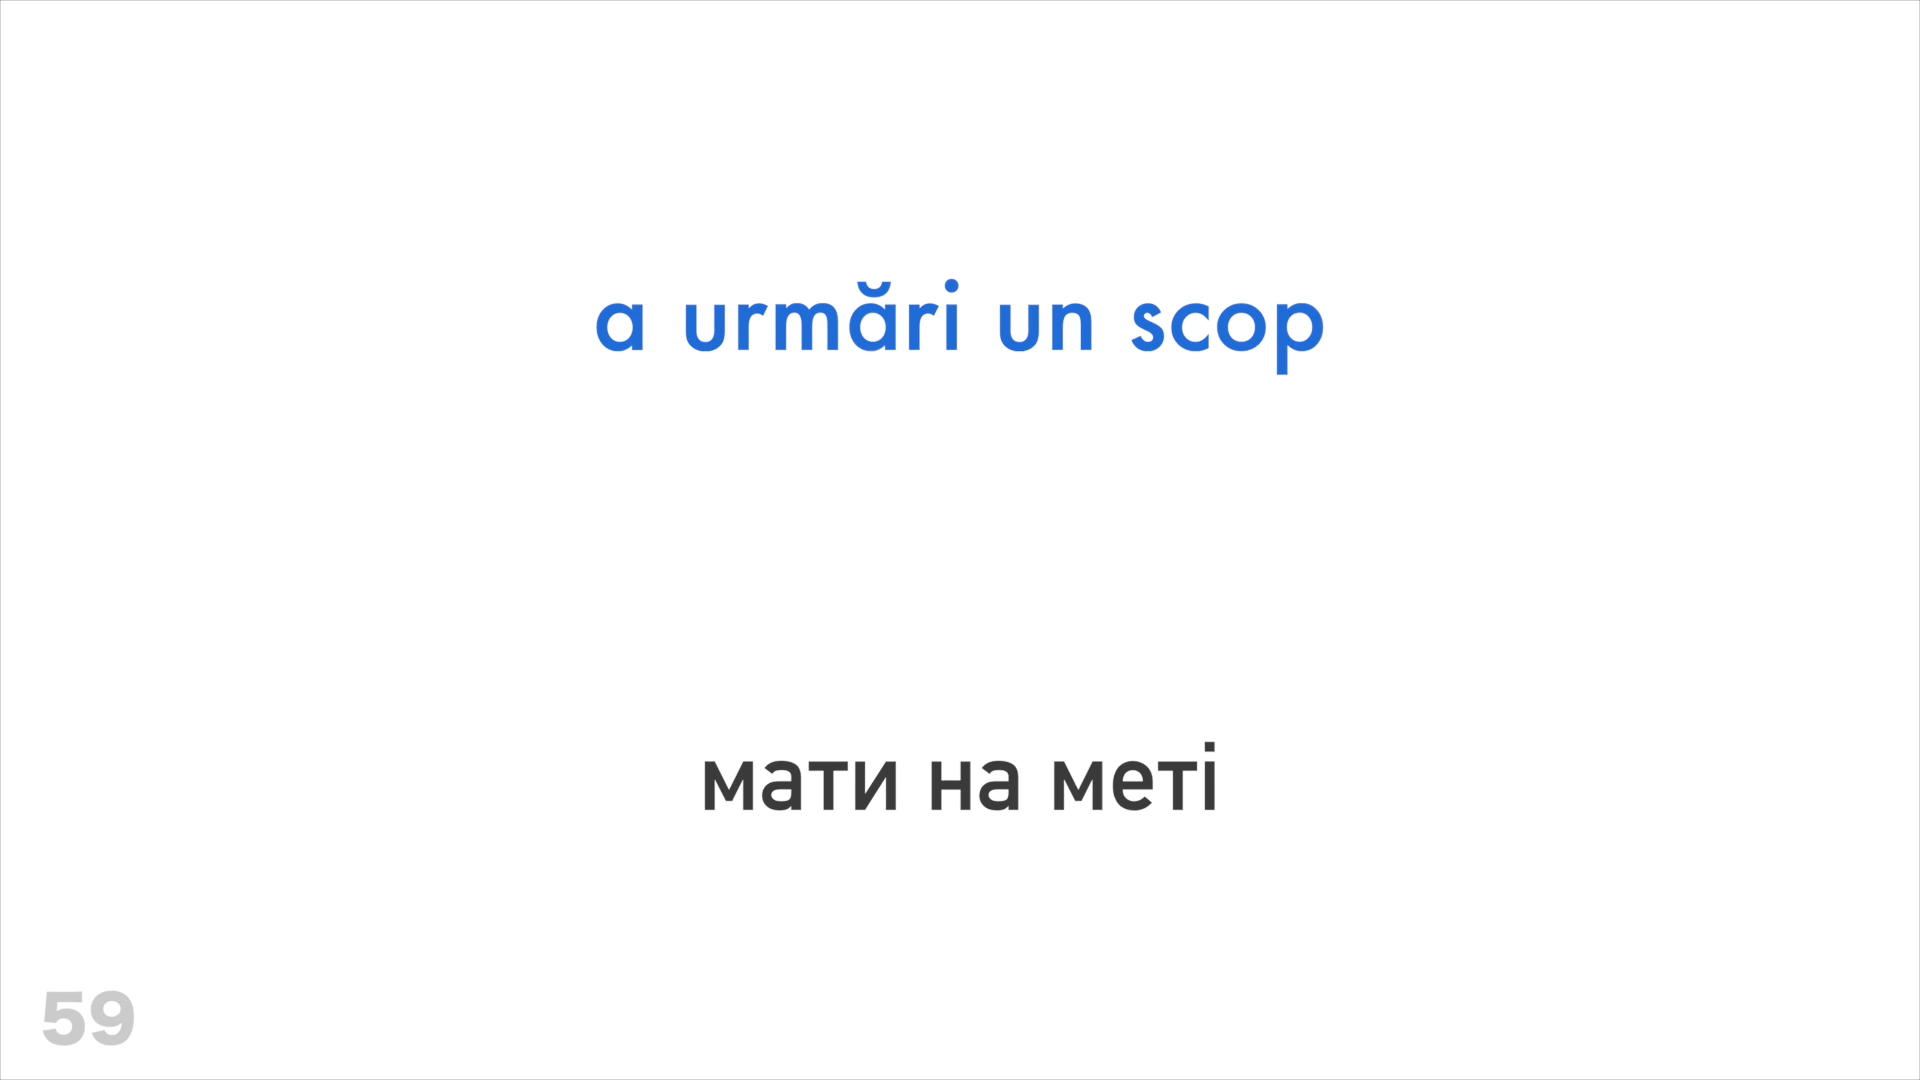 a urmări un scop
мати на меті
59